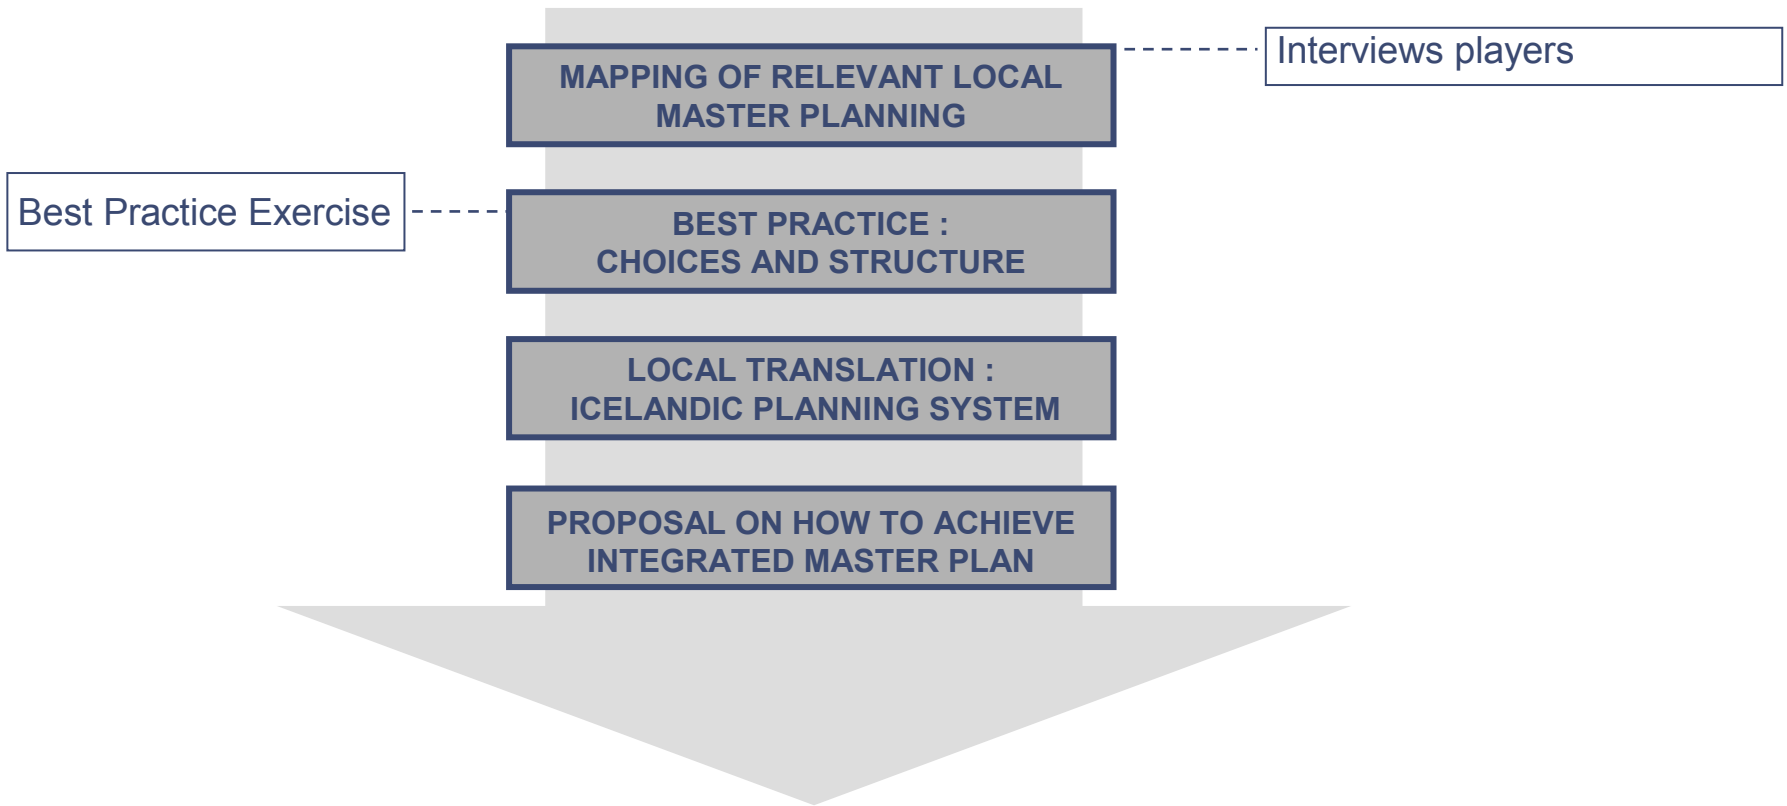 MAPPING OF RELEVANT LOCAL
MASTER PLANNING
Interviews players
Best Practice Exercise
BEST PRACTICE :
CHOICES AND STRUCTURE
LOCAL TRANSLATION :
ICELANDIC PLANNING SYSTEM
PROPOSAL ON HOW TO ACHIEVE
INTEGRATED MASTER PLAN